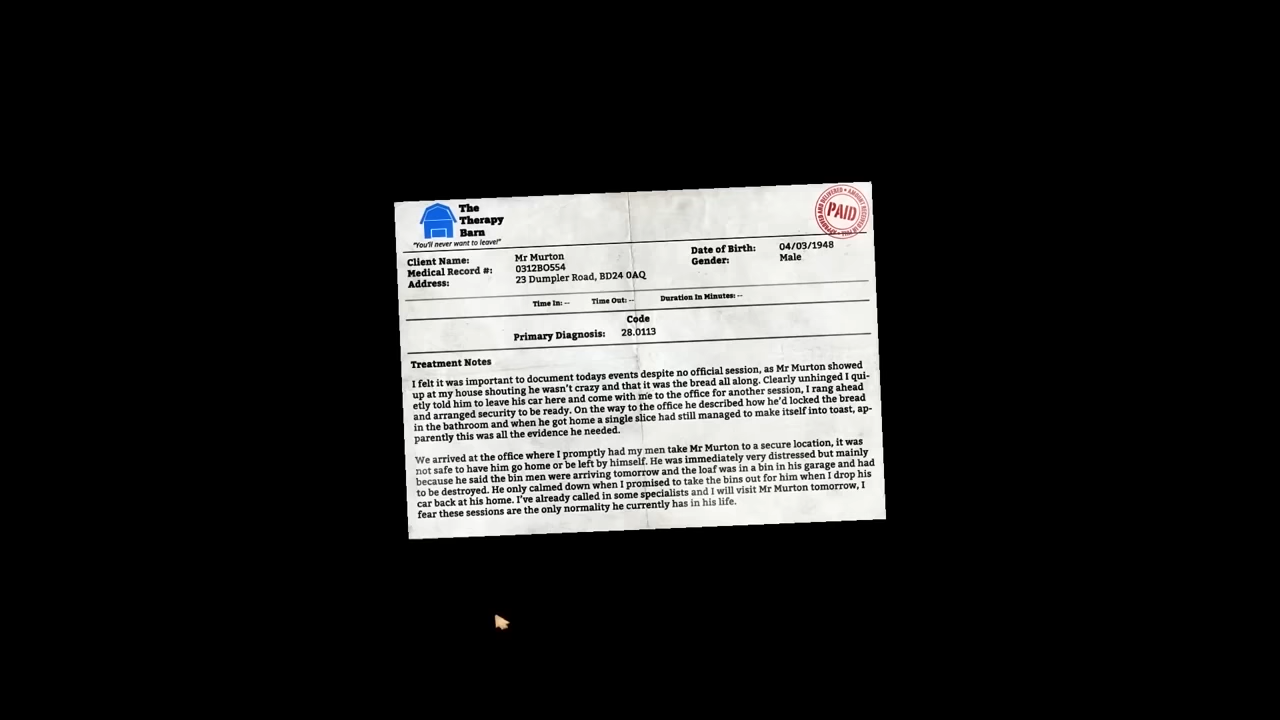 The
Therapy
Barn
"You'll never want to leave!"
PAID
Client Name: Mr Murton
Medical Record #: 0312BO554
Address: 23 Dumpler Road, BD24 0AQ
Date of Birth: 04/03/1948
Gender: Male
Time In: -- Time Out: -- Duration In Minutes: --
Code
Primary Diagnosis: 28.0113
Treatment Notes
I felt it was important to document todays events despite no official session, as Mr Murton showed
up at my house shouting he wasn't crazy and that it was the bread all along. Clearly unhinged I qui-
etly told him to leave his car here and come with me to the office for another session, I rang ahead
and arranged security to be ready. On the way to the office he described how he'd locked the bread
in the bathroom and when he got home a single slice had still managed to make itself into toast, ap-
parently this was all the evidence he needed.
We arrived at the office where I promptly had my men take Mr Murton to a secure location, it was
not safe to have him go home or be left by himself. He was immediately very distressed but mainly
because he said the bin men were arriving tomorrow and the loaf was in a bin in his garage and had
to be destroyed. He only calmed down when I promised to take the bins out for him when I drop his
car back at his home. I've already called in some specialists and I will visit Mr Murton tomorrow, I
fear these sessions are the only normality he currently has in his life.